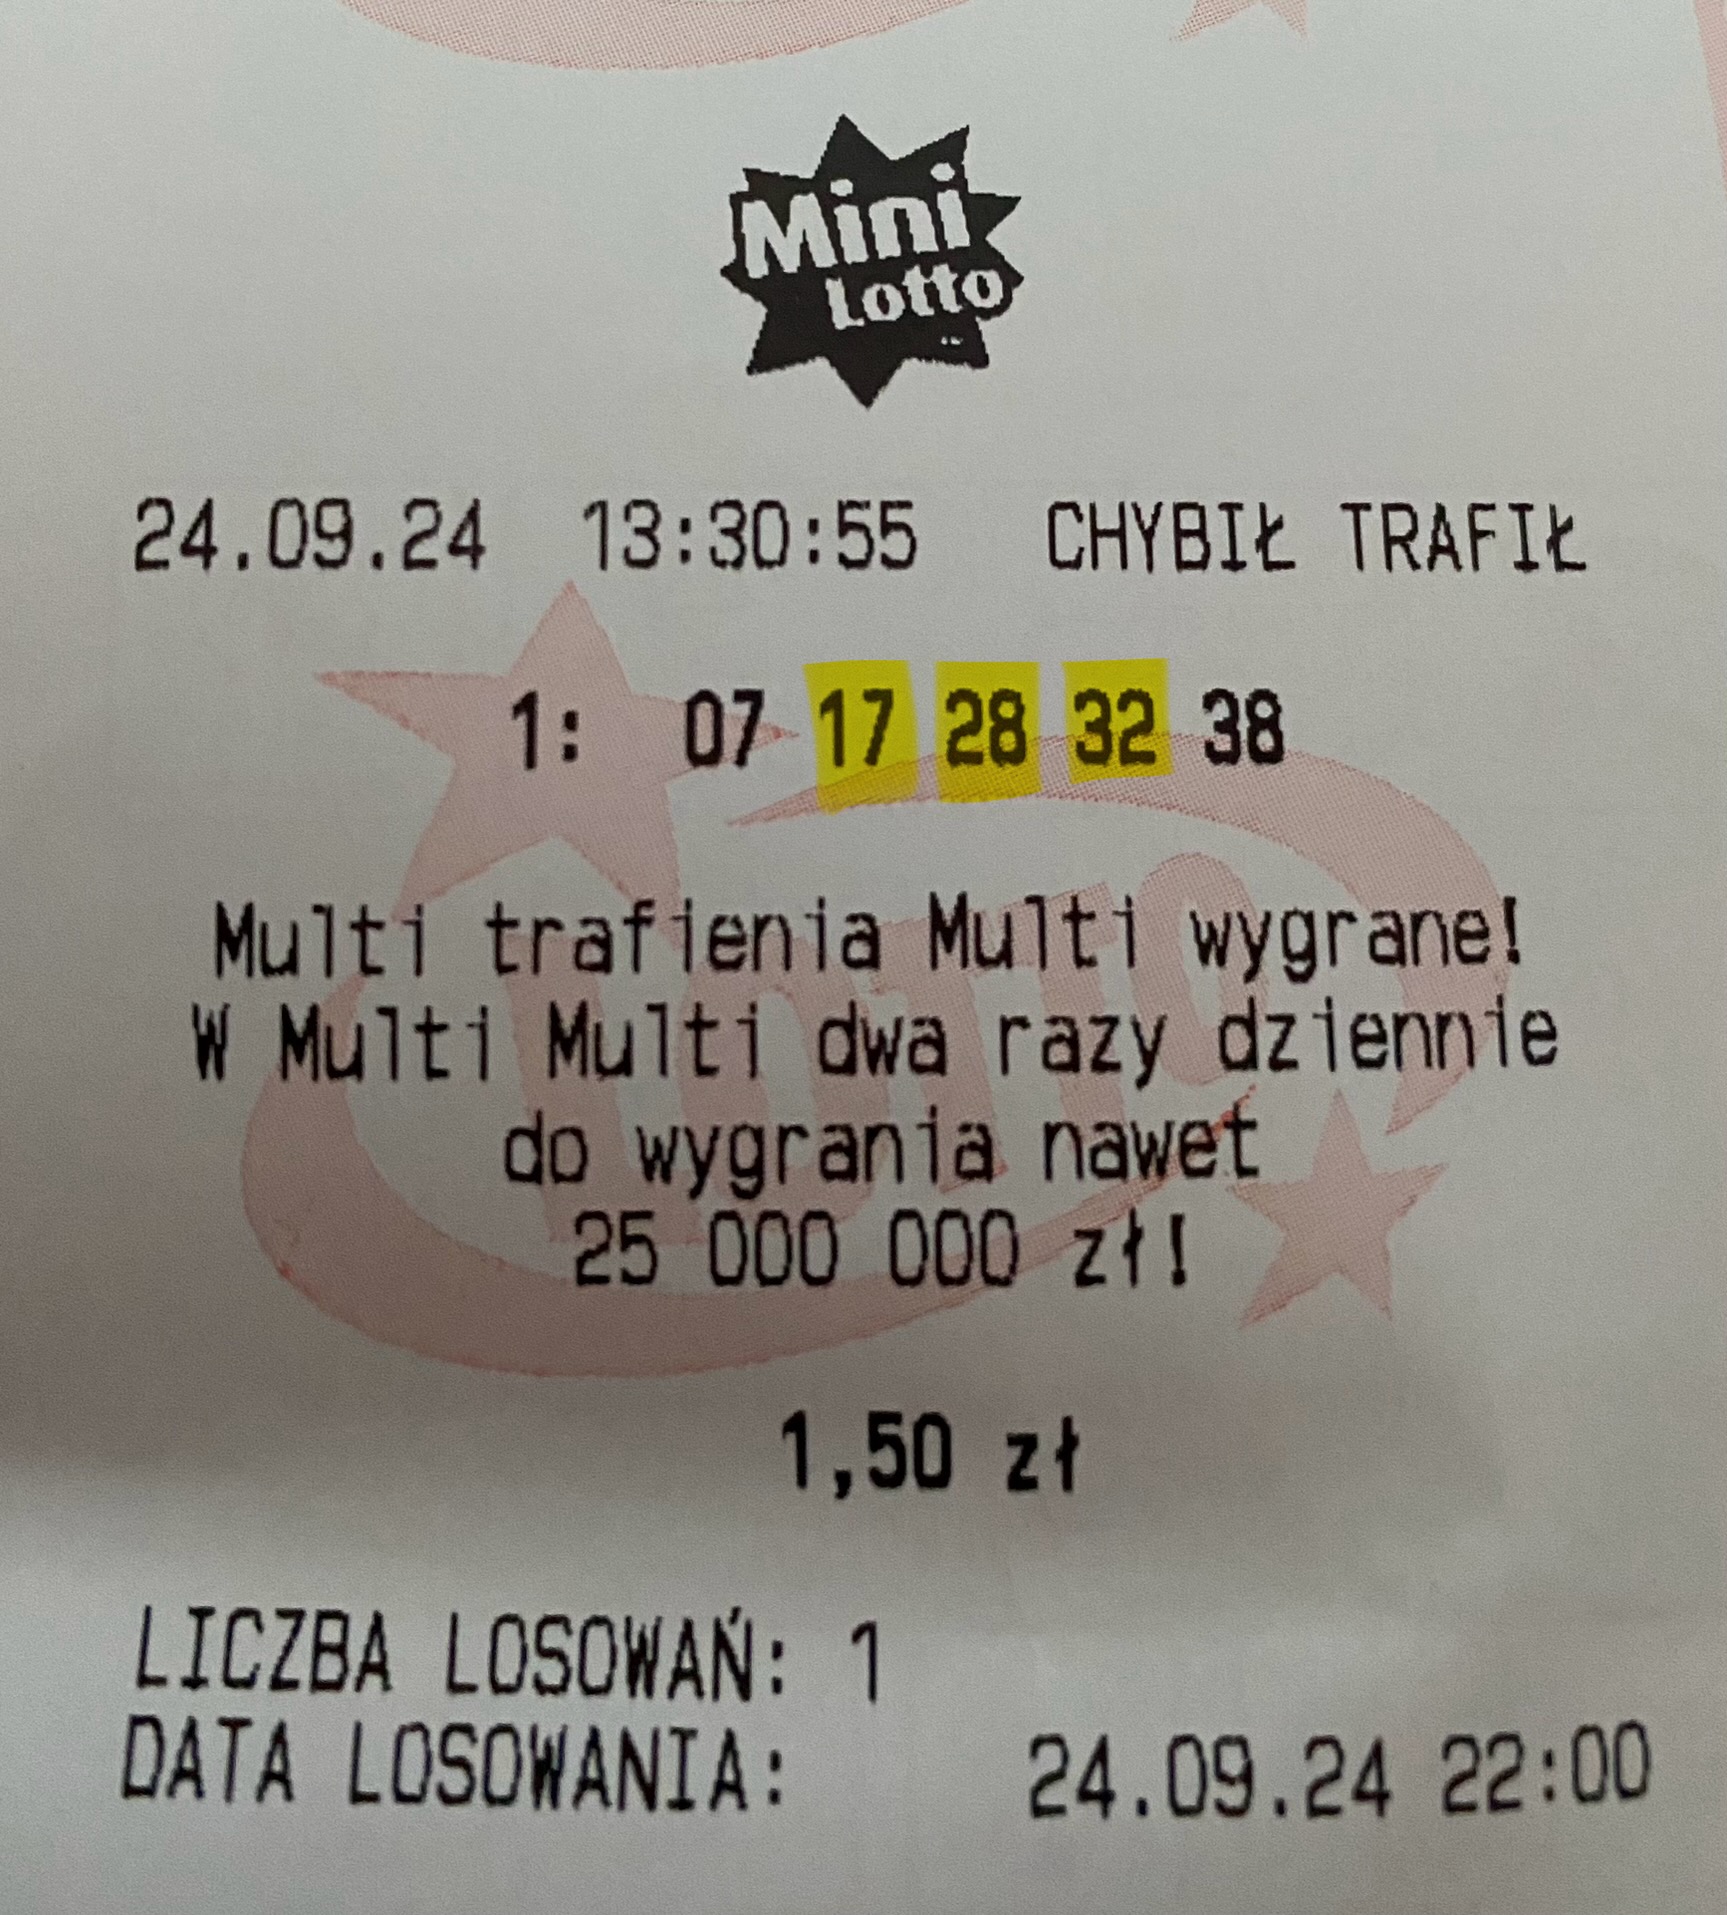 Mini
Lotto
24.09.24 13:30:55 CHYBIŁ TRAFIŁ
1: 07 17 28 32 38
Multi trafienia Multi wygrane!
W Multi Multi dwa razy dziennie
do wygrania nawet
25 000 000 zł!
LOTTO
1,50 zł
LICZBA LOSOWAŃ: 1
DATA LOSOWANIA: 24.09.24 22:00